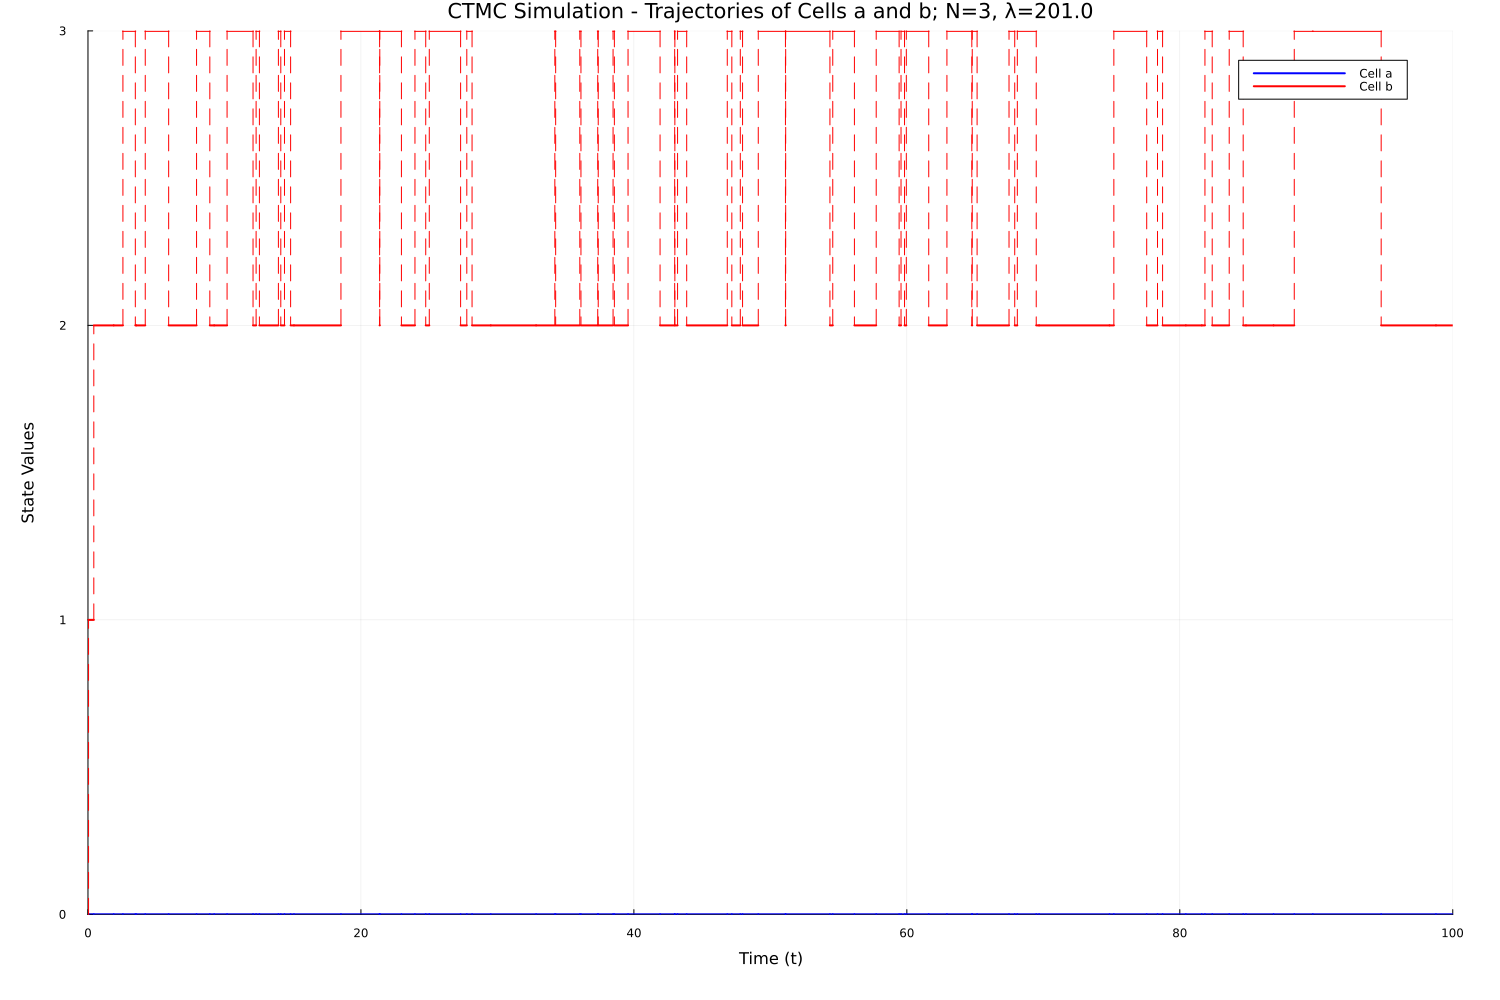 CTMC Simulation - Trajectories of Cells a and b; N=3, λ=201.0
3
Cell a
Cell b
2
State Values
1
0
0 20 40 60 80 100
Time (t)